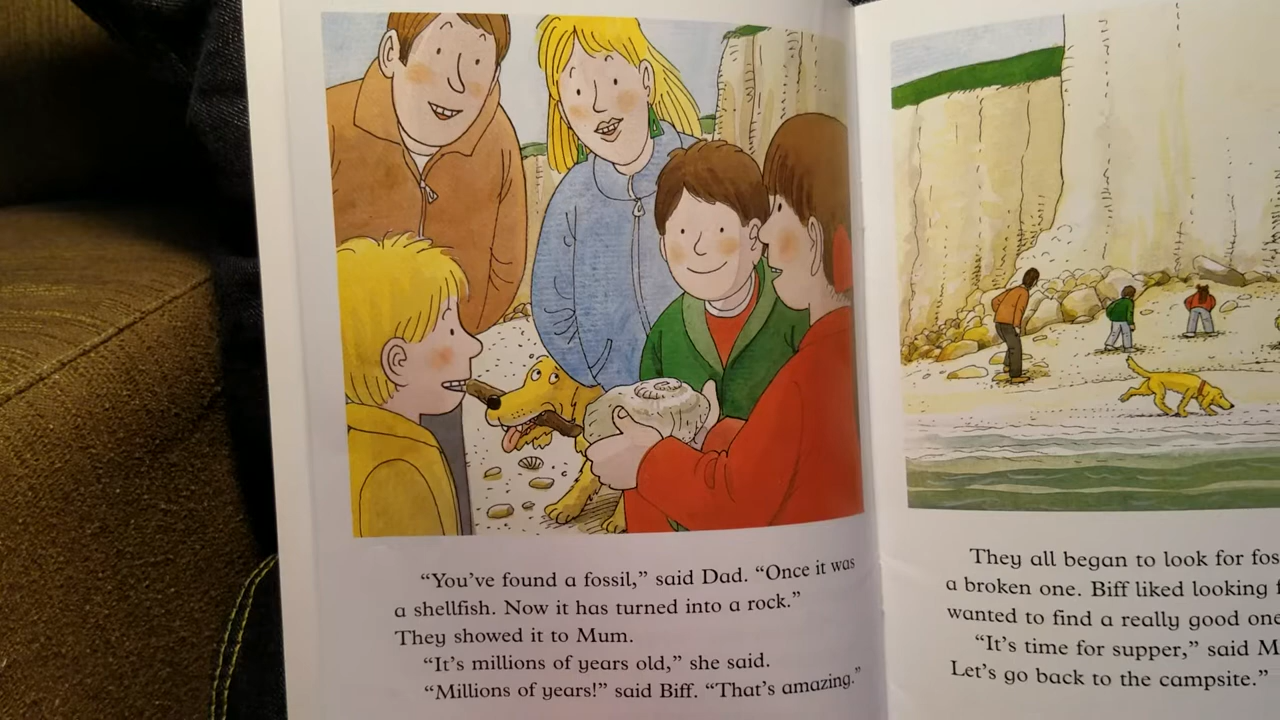 “You’ve found a fossil,” said Dad. “Once it was
a shellfish. Now it has turned into a rock.”
They showed it to Mum.
“It’s millions of years old,” she said.
“Millions of years!” said Biff. “That’s amazing.”
They all began to look for fos
a broken one. Biff liked looking f
wanted to find a really good one
“It’s time for supper,” said M
Let’s go back to the campsite.”